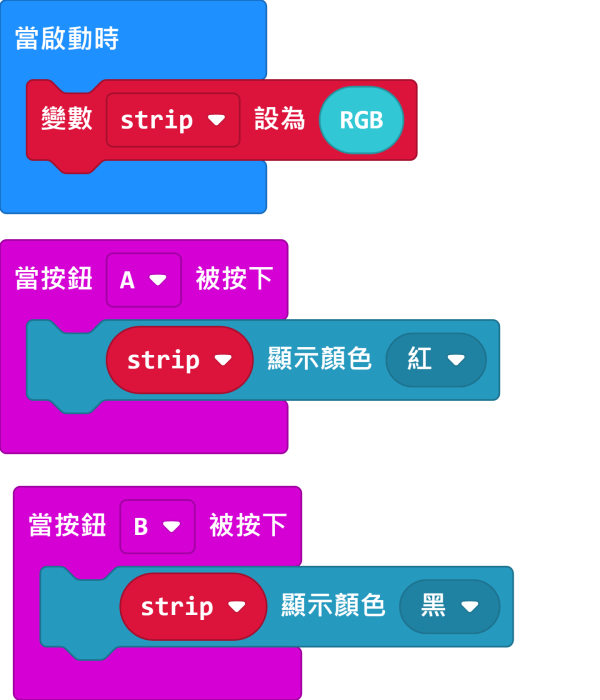 當啟動時
變數 strip 設為 RGB
當按鈕 A 被按下
strip 顯示顏色 紅
當按鈕 B 被按下
strip 顯示顏色 黑